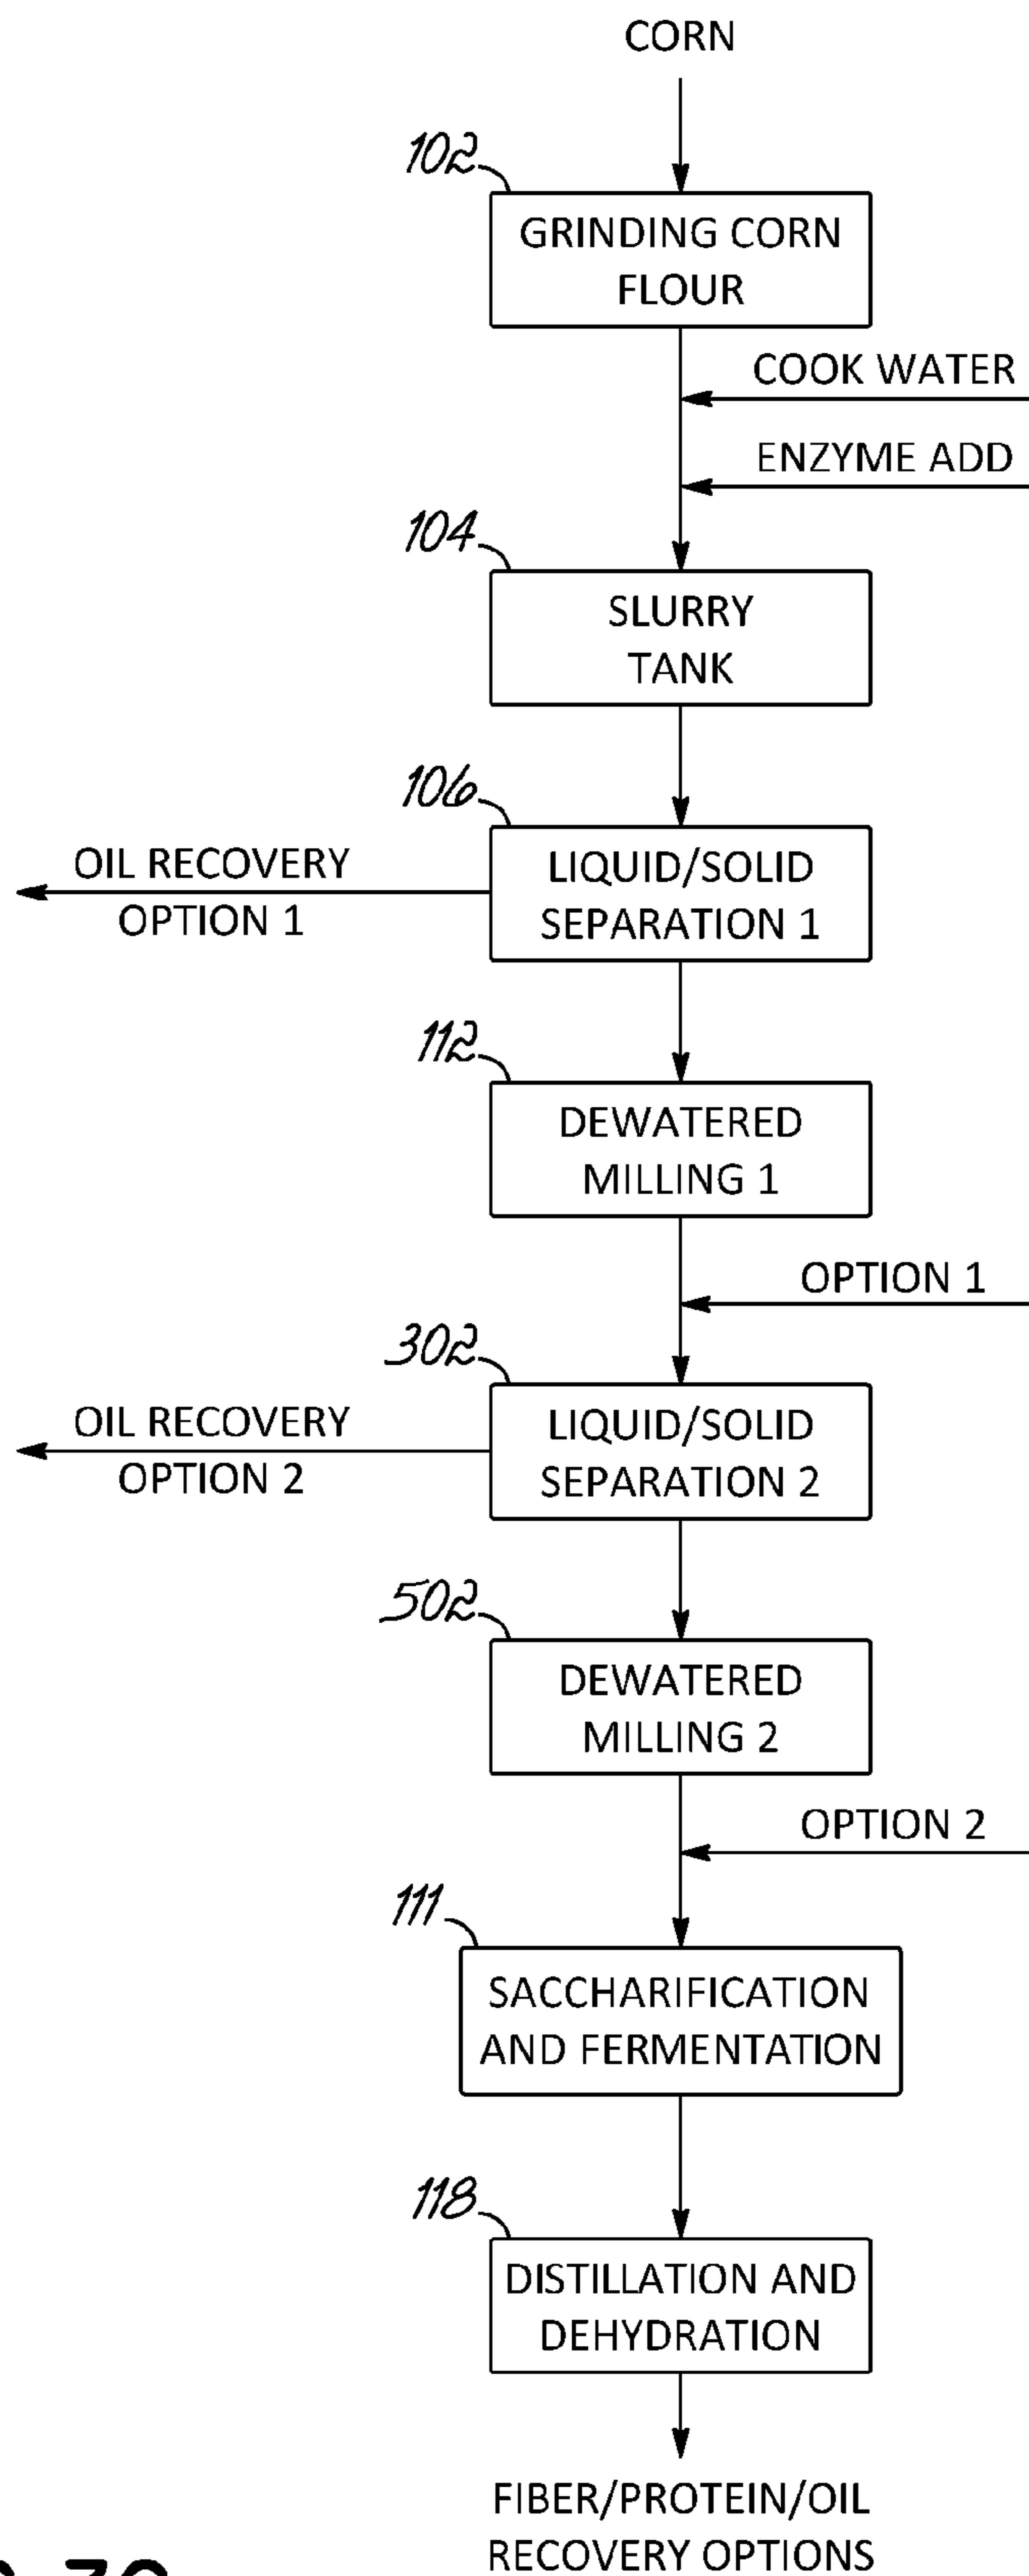 CORN
102
GRINDING CORN
FLOUR
COOK WATER
ENZYME ADD
104
SLURRY
TANK
106
OIL RECOVERY
OPTION 1
LIQUID/SOLID
SEPARATION 1
112
DEWATERED
MILLING 1
OPTION 1
302
OIL RECOVERY
OPTION 2
LIQUID/SOLID
SEPARATION 2
502
DEWATERED
MILLING 2
OPTION 2
111
SACCHARIFICATION
AND FERMENTATION
118
DISTILLATION AND
DEHYDRATION
FIBER/PROTEIN/OIL
RECOVERY OPTIONS